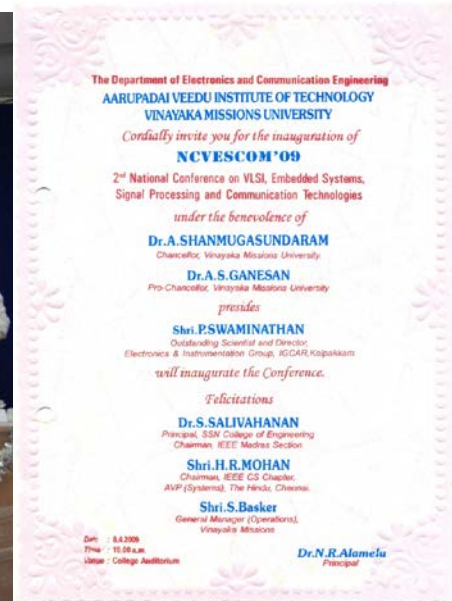 The Department of Electronics and Communication Engineering
AARUPADAI VEEDU INSTITUTE OF TECHNOLOGY
VINAYAKA MISSIONS UNIVERSITY
Cordially invite you for the inauguration of
NCVESCOM'09
2nd National Conference on VLSI, Embedded Systems,
Signal Processing and Communication Technologies
under the benevolence of
Dr.A.SHANMUGASUNDARAM
Chancellor, Vinayaka Missions University.
Dr.A.S.GANESAN
Pro-Chancellor, Vinayaka Missions University
presides
Shri.P.SWAMINATHAN
Outstanding Scientist and Director,
Electronics & Instrumentation Group, IGCAR, Kalpakkam
will inaugurate the Conference.
Felicitations
Dr.S.SALIVAHANAN
Principal, SSN College of Engineering
Chairman, IEEE Madras Section
Shri.H.R.MOHAN
Chairman, IEEE CS Chapter,
AVP (Systems), The Hindu, Chennai.
Shri.S.Basker
General Manager (Operations),
Vinayaka Missions
Date : 8.4.2009
Time : 10.00 a.m.
Venue : College Auditorium
Dr.N.R.Alamelu
Principal